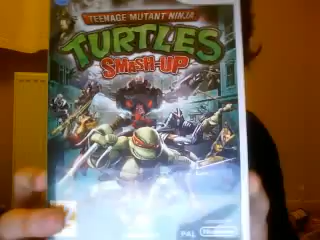 TEENAGE MUTANT NINJA
TURTLES
SMASH-UP
PAL
Nintendo